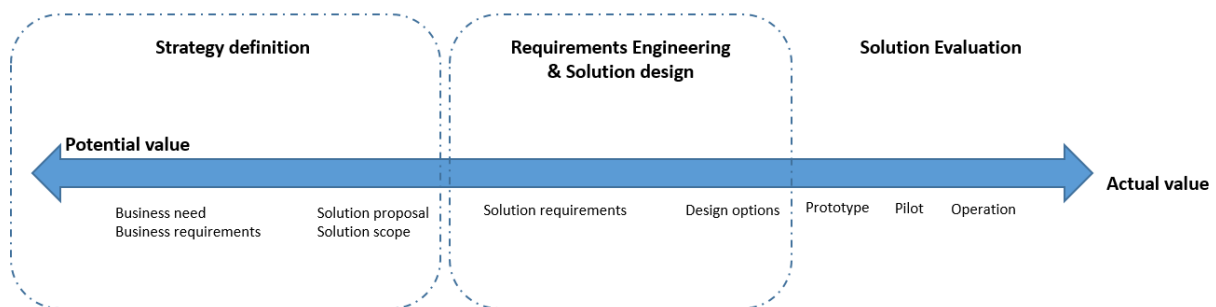 Strategy definition
Requirements Engineering
& Solution design
Solution Evaluation
Potential value
Actual value
Business need
Business requirements
Solution proposal
Solution scope
Solution requirements
Design options
Prototype
Pilot
Operation